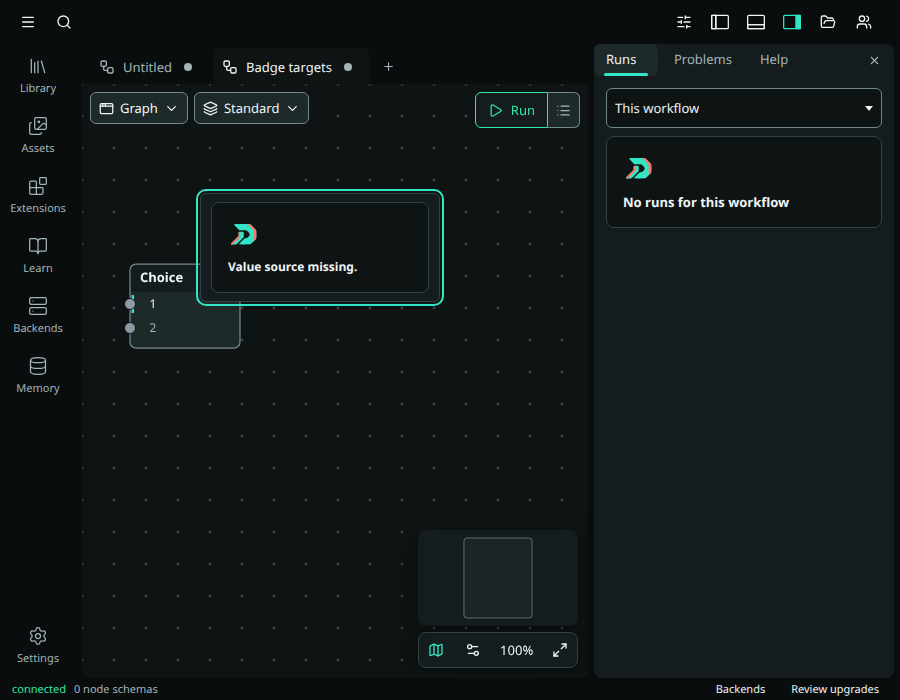 Untitled
Badge targets
Runs
Problems
Help
Library
Assets
Extensions
Learn
Backends
Memory
Settings
Graph
Standard
Run
This workflow
No runs for this workflow
Value source missing.
Choice
1
2
100%
connected
0 node schemas
Backends
Review upgrades